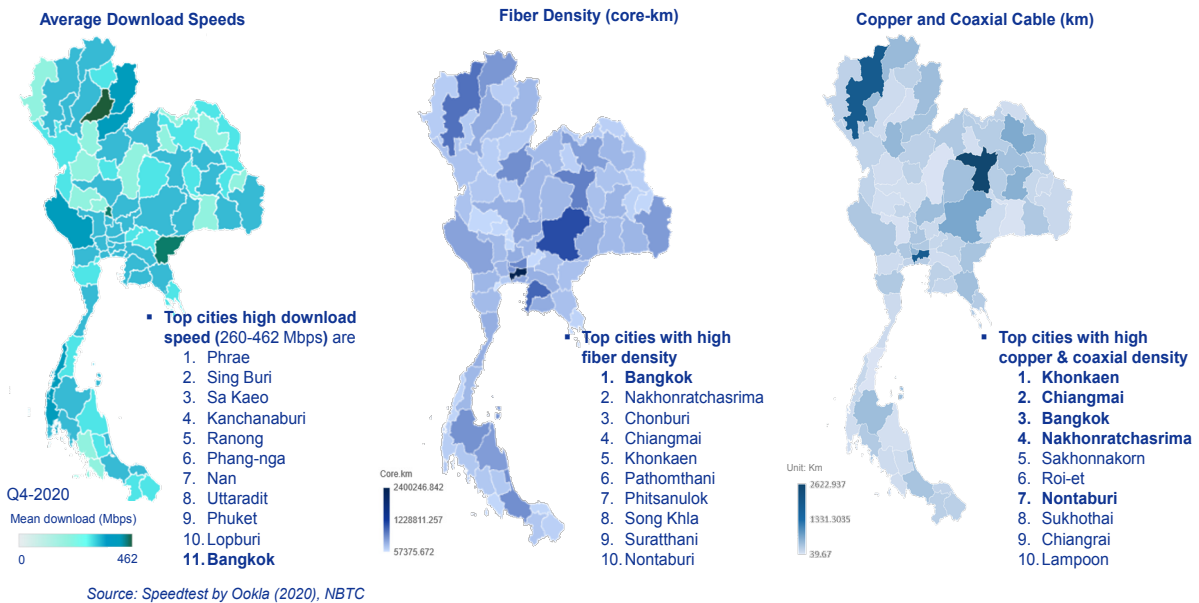 Average Download Speeds
Q4-2020
Mean download (Mbps)
0
462
▪ Top cities high download
speed (260-462 Mbps) are
1. Phrae
2. Sing Buri
3. Sa Kaeo
4. Kanchanaburi
5. Ranong
6. Phang-nga
7. Nan
8. Uttaradit
9. Phuket
10. Lopburi
11. Bangkok
Fiber Density (core-km)
Core.km
2400246.842
1228811.257
57375.672
▪ Top cities with high
fiber density
1. Bangkok
2. Nakhonratchasrima
3. Chonburi
4. Chiangmai
5. Khonkaen
6. Pathomthani
7. Phitsanulok
8. Song Khla
9. Suratthani
10. Nontaburi
Copper and Coaxial Cable (km)
Unit: Km
2622.937
1331.3035
39.67
▪ Top cities with high
copper & coaxial density
1. Khonkaen
2. Chiangmai
3. Bangkok
4. Nakhonratchasrima
5. Sakhonnakorn
6. Roi-et
7. Nontaburi
8. Sukhothai
9. Chiangrai
10. Lampoon
Source: Speedtest by Ookla (2020), NBTC